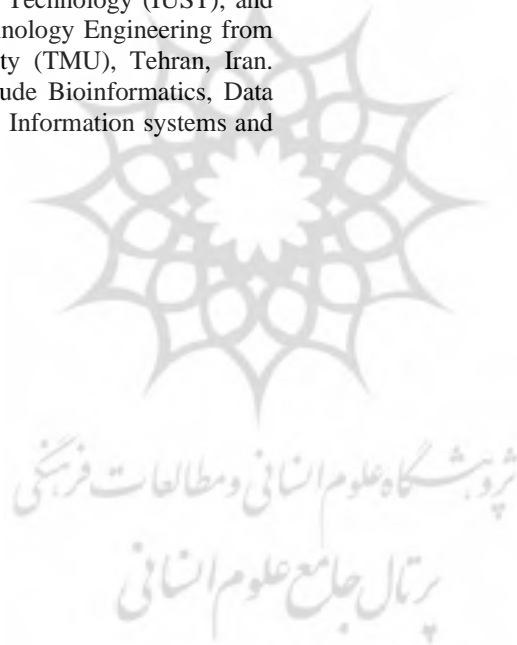 Technology (IUST), and
nology Engineering from
ty (TMU), Tehran, Iran.
ude Bioinformatics, Data
Information systems and
پژوهشگاه علوم انسانی و مطالعات فرهنگی
پرتال جامع علوم انسانی